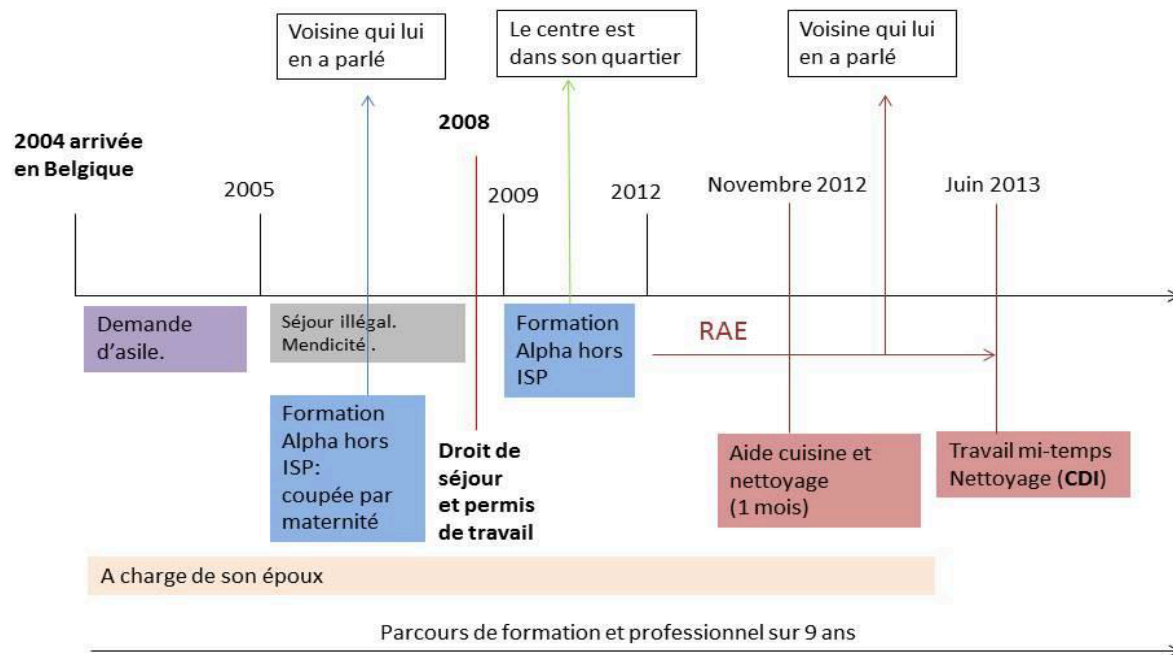 Voisine qui lui
en a parlé
Le centre est
dans son quartier
Voisine qui lui
en a parlé
2004 arrivée
en Belgique
2005
2008
2009
2012
Novembre 2012
Juin 2013
Demande
d'asile.
Séjour illégal.
Mendicité .
Formation
Alpha hors
ISP
RAE
Formation
Alpha hors
ISP:
coupée par
maternité
Droit de
séjour
et permis
de travail
Aide cuisine et
nettoyage
(1 mois)
Travail mi-temps
Nettoyage (CDI)
A charge de son époux
Parcours de formation et professionnel sur 9 ans